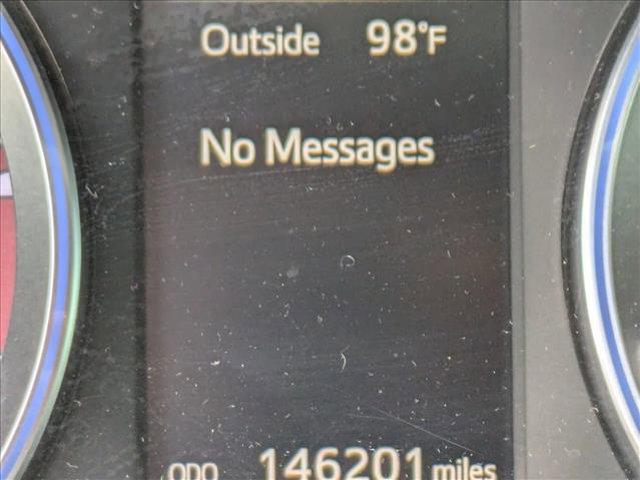 Outside 98°F
No Messages
ODO 146201 miles